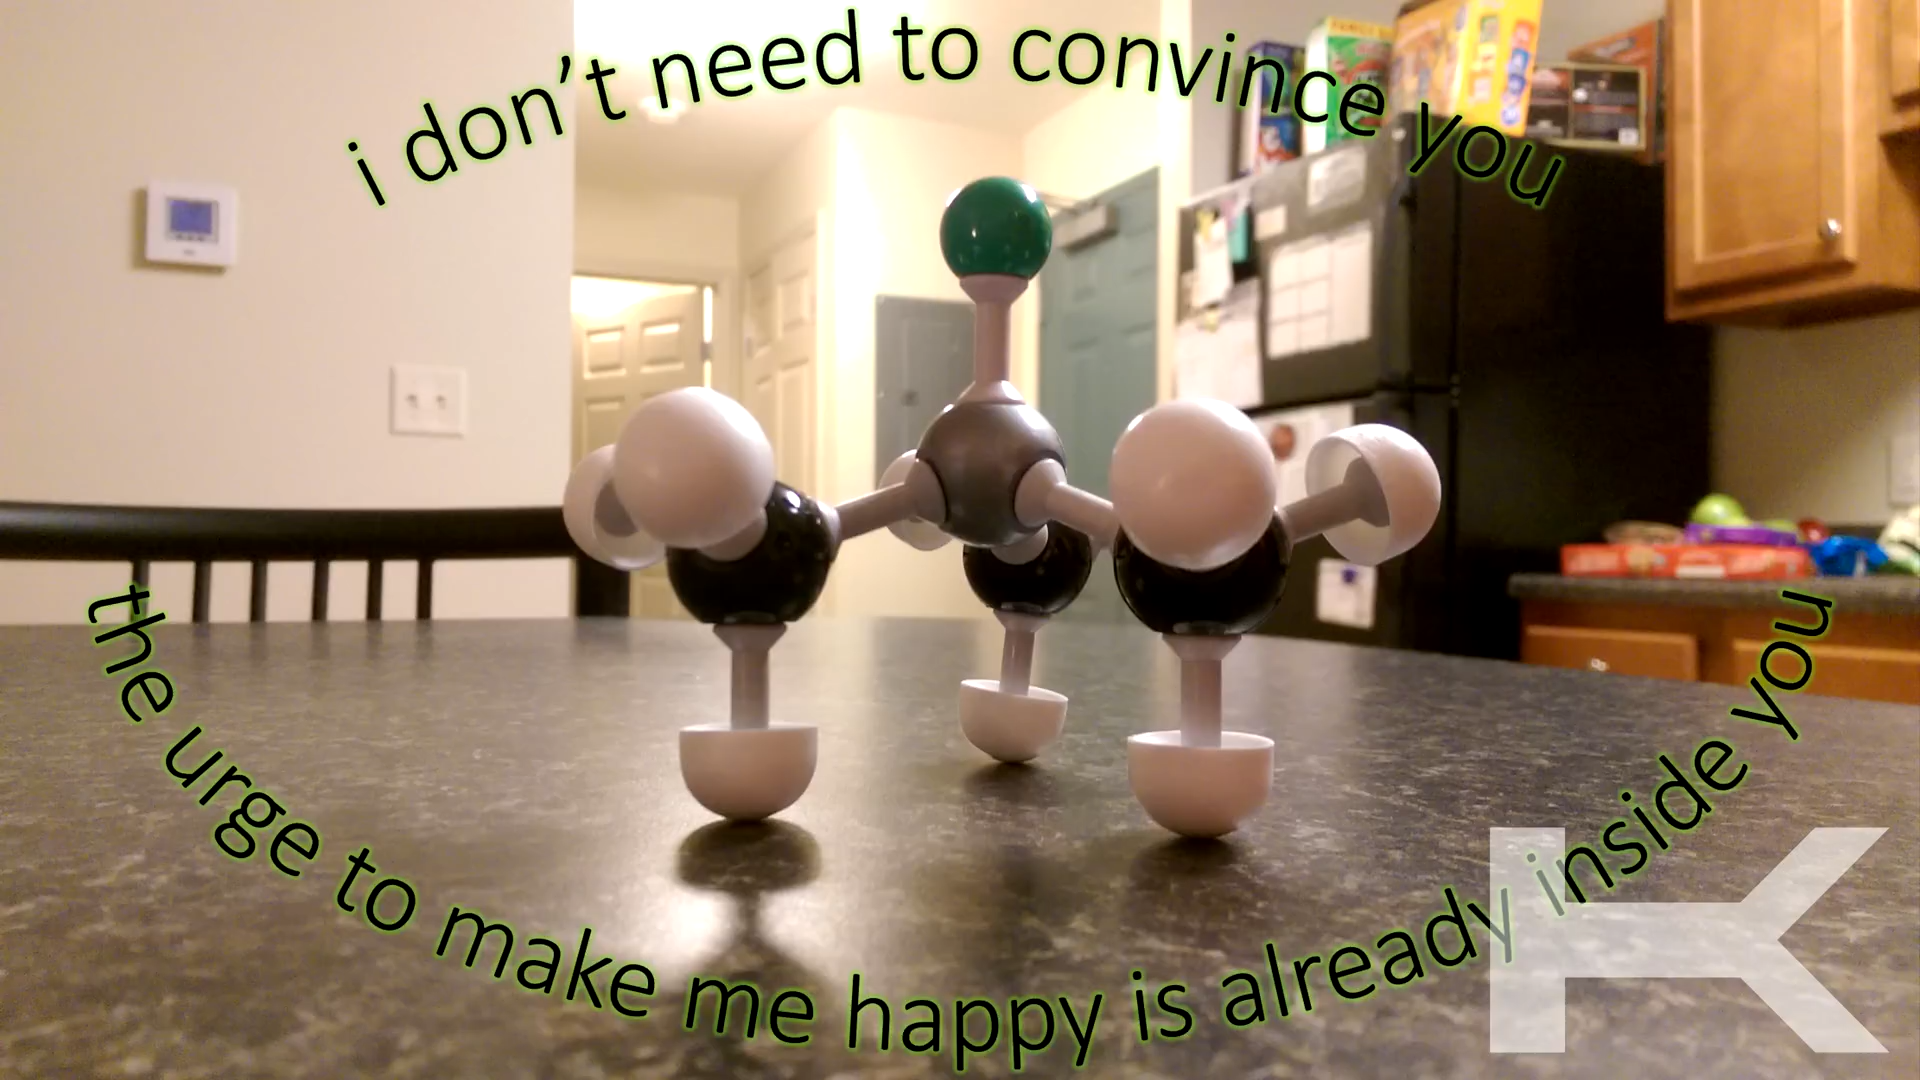 i don’t need to convince you
the urge to make me happy is already inside you
K